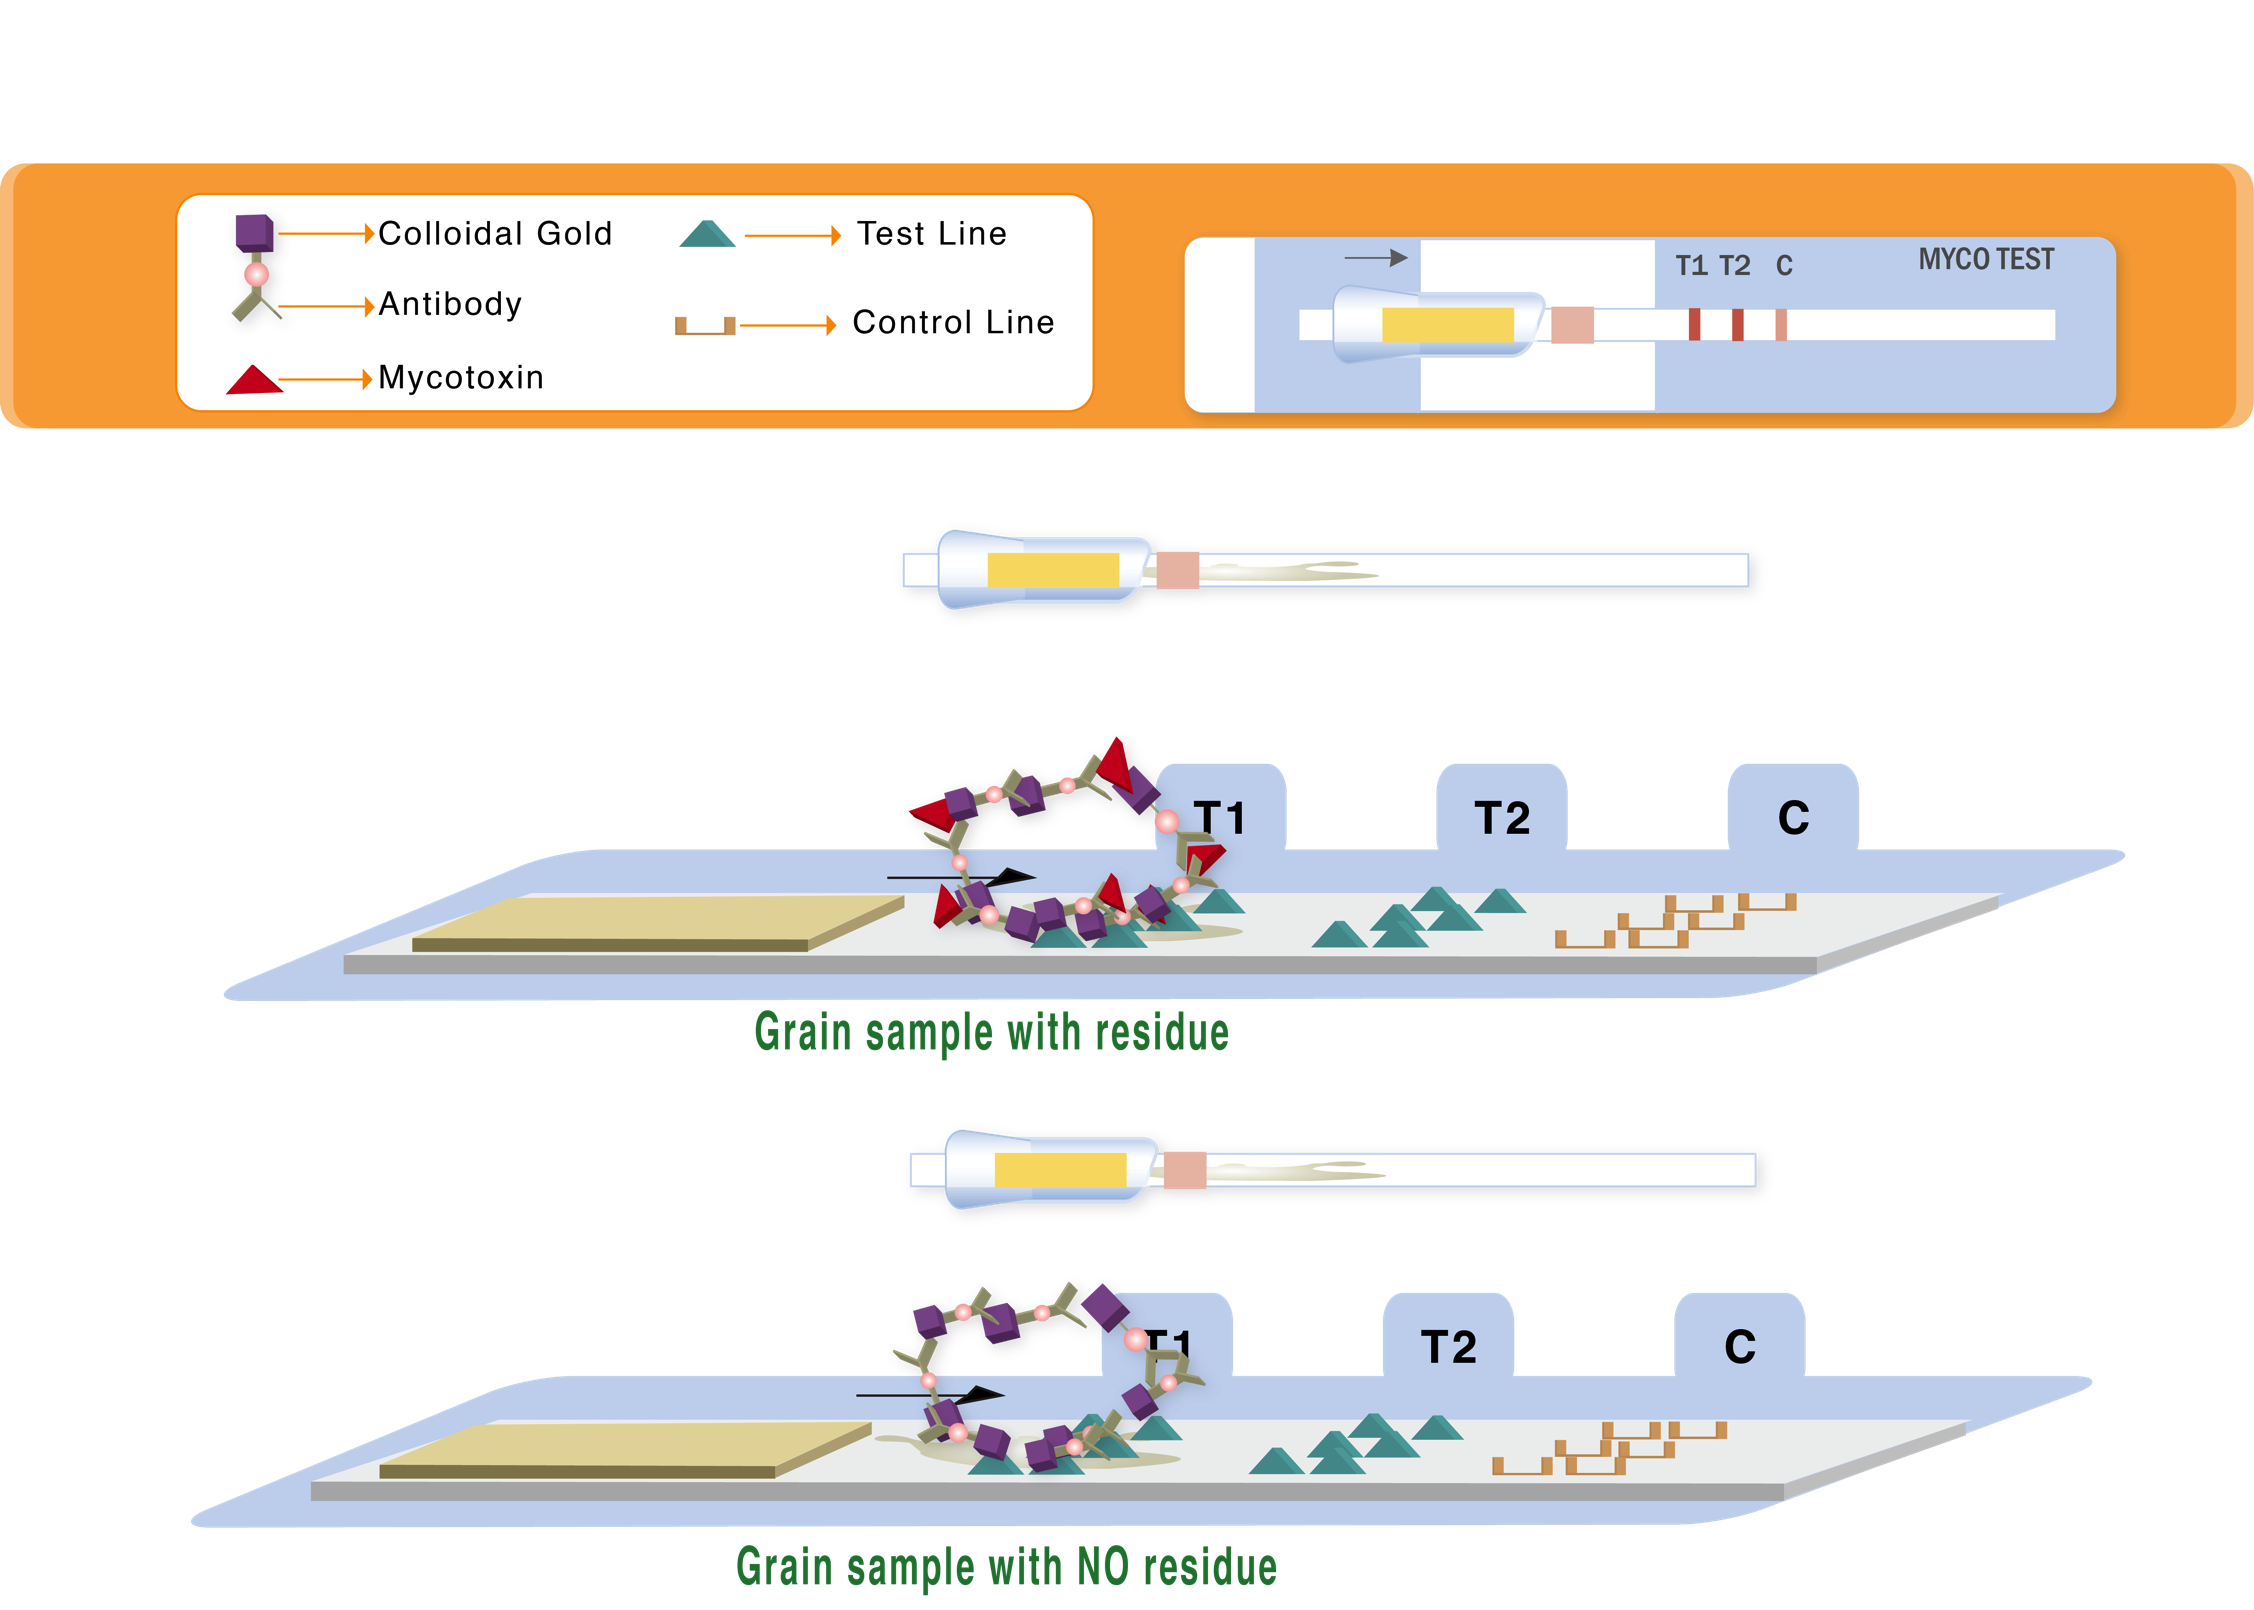 Colloidal Gold
Antibody
Mycotoxin
Test Line
Control Line
T1 T2 C
MYCO TEST
T1
T2
C
Grain sample with residue
T1
T2
C
Grain sample with NO residue